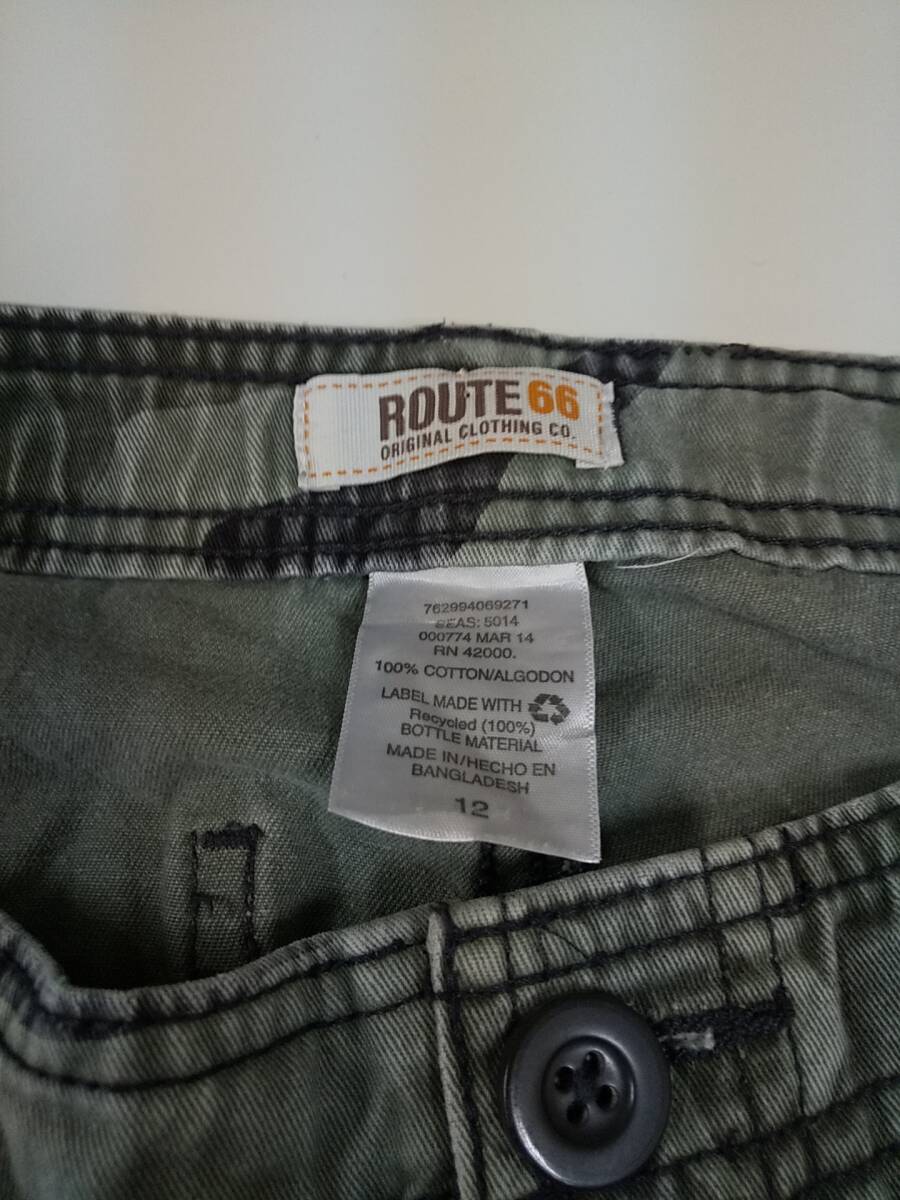 ROUTE 66
ORIGINAL CLOTHING CO.
762994069271
SEAS: 5014
000774 MAR 14
RN 42000.
100% COTTON/ALGODON
LABEL MADE WITH
Recycled (100%)
BOTTLE MATERIAL
MADE IN/HECHO EN
BANGLADESH
12